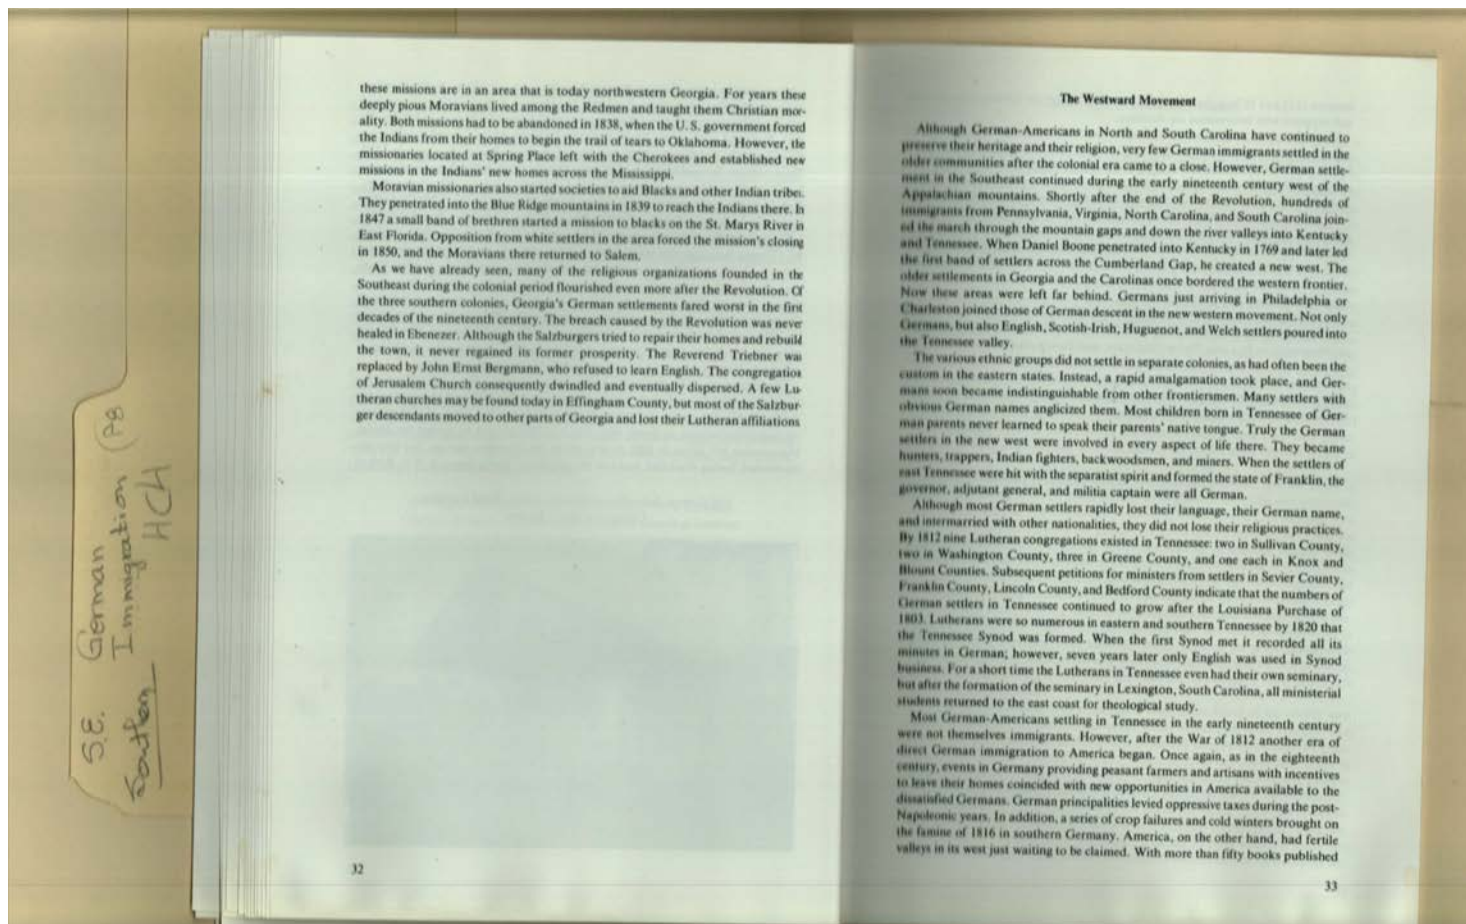 these missions are in an area that is today northwestern Georgia. For years these
deeply pious Moravians lived among the Redmen and taught them Christian mor-
ality. Both missions had to be abandoned in 1838, when the U. S. government forced
the Indians from their homes to begin the trail of tears to Oklahoma. However, the
missionaries located at Spring Place left with the Cherokees and established new
missions in the Indians' new homes across the Mississippi.
Moravian missionaries also started societies to aid Blacks and other Indian tribes.
They penetrated into the Blue Ridge mountains in 1839 to reach the Indians there. In
1847 a small band of brethren started a mission to blacks on the St. Marys River in
East Florida. Opposition from white settlers in the area forced the mission's closing
in 1850, and the Moravians there returned to Salem.
As we have already seen, many of the religious organizations founded in the
Southeast during the colonial period flourished even more after the Revolution. Of
the three southern colonies, Georgia's German settlements fared worst in the first
decades of the nineteenth century. The breach caused by the Revolution was never
healed in Ebenezer. Although the Salzburgers tried to repair their homes and rebuild
the town, it never regained its former prosperity. The Reverend Triebner was
replaced by John Ernst Bergmann, who refused to learn English. The congregation
of Jerusalem Church consequently dwindled and eventually dispersed. A few Lu-
theran churches may be found today in Effingham County, but most of the Salzbur-
ger descendants moved to other parts of Georgia and lost their Lutheran affiliations
32
The Westward Movement
Although German-Americans in North and South Carolina have continued to
preserve their heritage and their religion, very few German immigrants settled in the
older communities after the colonial era came to a close. However, German settle-
ment in the Southeast continued during the early nineteenth century west of the
Appalachian mountains. Shortly after the end of the Revolution, hundreds of
immigrants from Pennsylvania, Virginia, North Carolina, and South Carolina join-
ed the march through the mountain gaps and down the river valleys into Kentucky
and Tennessee. When Daniel Boone penetrated into Kentucky in 1769 and later led
the first band of settlers across the Cumberland Gap, he created a new west. The
older settlements in Georgia and the Carolinas once bordered the western frontier.
Now these areas were left far behind. Germans just arriving in Philadelphia or
Charleston joined those of German descent in the new western movement. Not only
Germans, but also English, Scotish-Irish, Huguenot, and Welch settlers poured into
the Tennessee valley.
The various ethnic groups did not settle in separate colonies, as had often been the
custom in the eastern states. Instead, a rapid amalgamation took place, and Ger-
mans soon became indistinguishable from other frontiersmen. Many settlers with
obvious German names anglicized them. Most children born in Tennessee of Ger-
man parents never learned to speak their parents' native tongue. Truly the German
settlers in the new west were involved in every aspect of life there. They became
hunters, trappers, Indian fighters, backwoodsmen, and miners. When the settlers of
east Tennessee were hit with the separatist spirit and formed the state of Franklin, the
governor, adjutant general, and militia captain were all German.
Although most German settlers rapidly lost their language, their German name,
and intermarried with other nationalities, they did not lose their religious practices.
By 1812 nine Lutheran congregations existed in Tennessee: two in Sullivan County,
two in Washington County, three in Greene County, and one each in Knox and
Blount Counties. Subsequent petitions for ministers from settlers in Sevier County,
Franklin County, Lincoln County, and Bedford County indicate that the numbers of
German settlers in Tennessee continued to grow after the Louisiana Purchase of
1803. Lutherans were so numerous in eastern and southern Tennessee by 1820 that
the Tennessee Synod was formed. When the first Synod met it recorded all its
minutes in German; however, seven years later only English was used in Synod
business. For a short time the Lutherans in Tennessee even had their own seminary,
but after the formation of the seminary in Lexington, South Carolina, all ministerial
students returned to the east coast for theological study.
Most German-Americans settling in Tennessee in the early nineteenth century
were not themselves immigrants. However, after the War of 1812 another era of
direct German immigration to America began. Once again, as in the eighteenth
century, events in Germany providing peasant farmers and artisans with incentives
to leave their homes coincided with new opportunities in America available to the
dissatisfied Germans. German principalities levied oppressive taxes during the post-
Napoleonic years. In addition, a series of crop failures and cold winters brought on
the famine of 1816 in southern Germany. America, on the other hand, had fertile
valleys in its west just waiting to be claimed. With more than fifty books published
33
S.E. German
Immigration (P8
Southern HCH